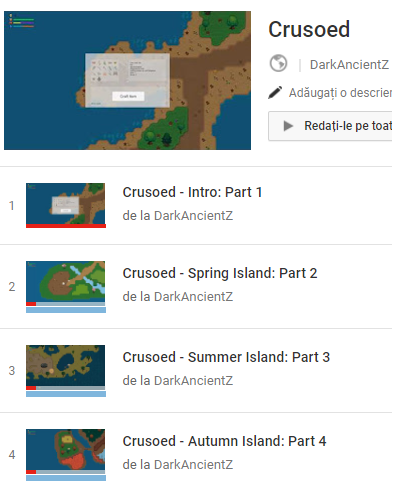 Crusoed
DarkAncientZ
Adăugați o descrier
Redați-le pe toat
1
Crusoed - Intro: Part 1
de la DarkAncientZ
2
Crusoed - Spring Island: Part 2
de la DarkAncientZ
3
Crusoed - Summer Island: Part 3
de la DarkAncientZ
4
Crusoed - Autumn Island: Part 4
de la DarkAncientZ